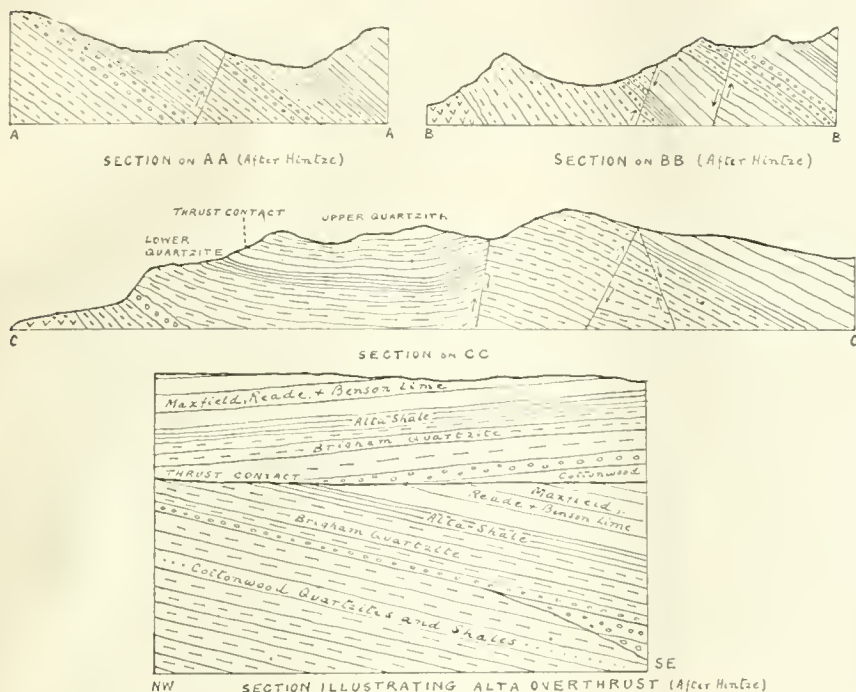 A A
SECTION ON AA (After Hintze)
B B
SECTION ON BB (After Hintze)
THRUST CONTACT
UPPER QUARTZITE
LOWER
QUARTZITE
C C
SECTION ON CC
Maxfield, Reade, + Benson Lime
Alta-Shale
Brigham Quartzite
THRUST CONTACT
Cottonwood
Maxfield,
Reade + Benson Lime
Alta-Shale
Brigham Quartzite
Cottonwood Quartzites and Shales
NW SE
SECTION ILLUSTRATING ALTA OVERTHRUST (After Hintze)